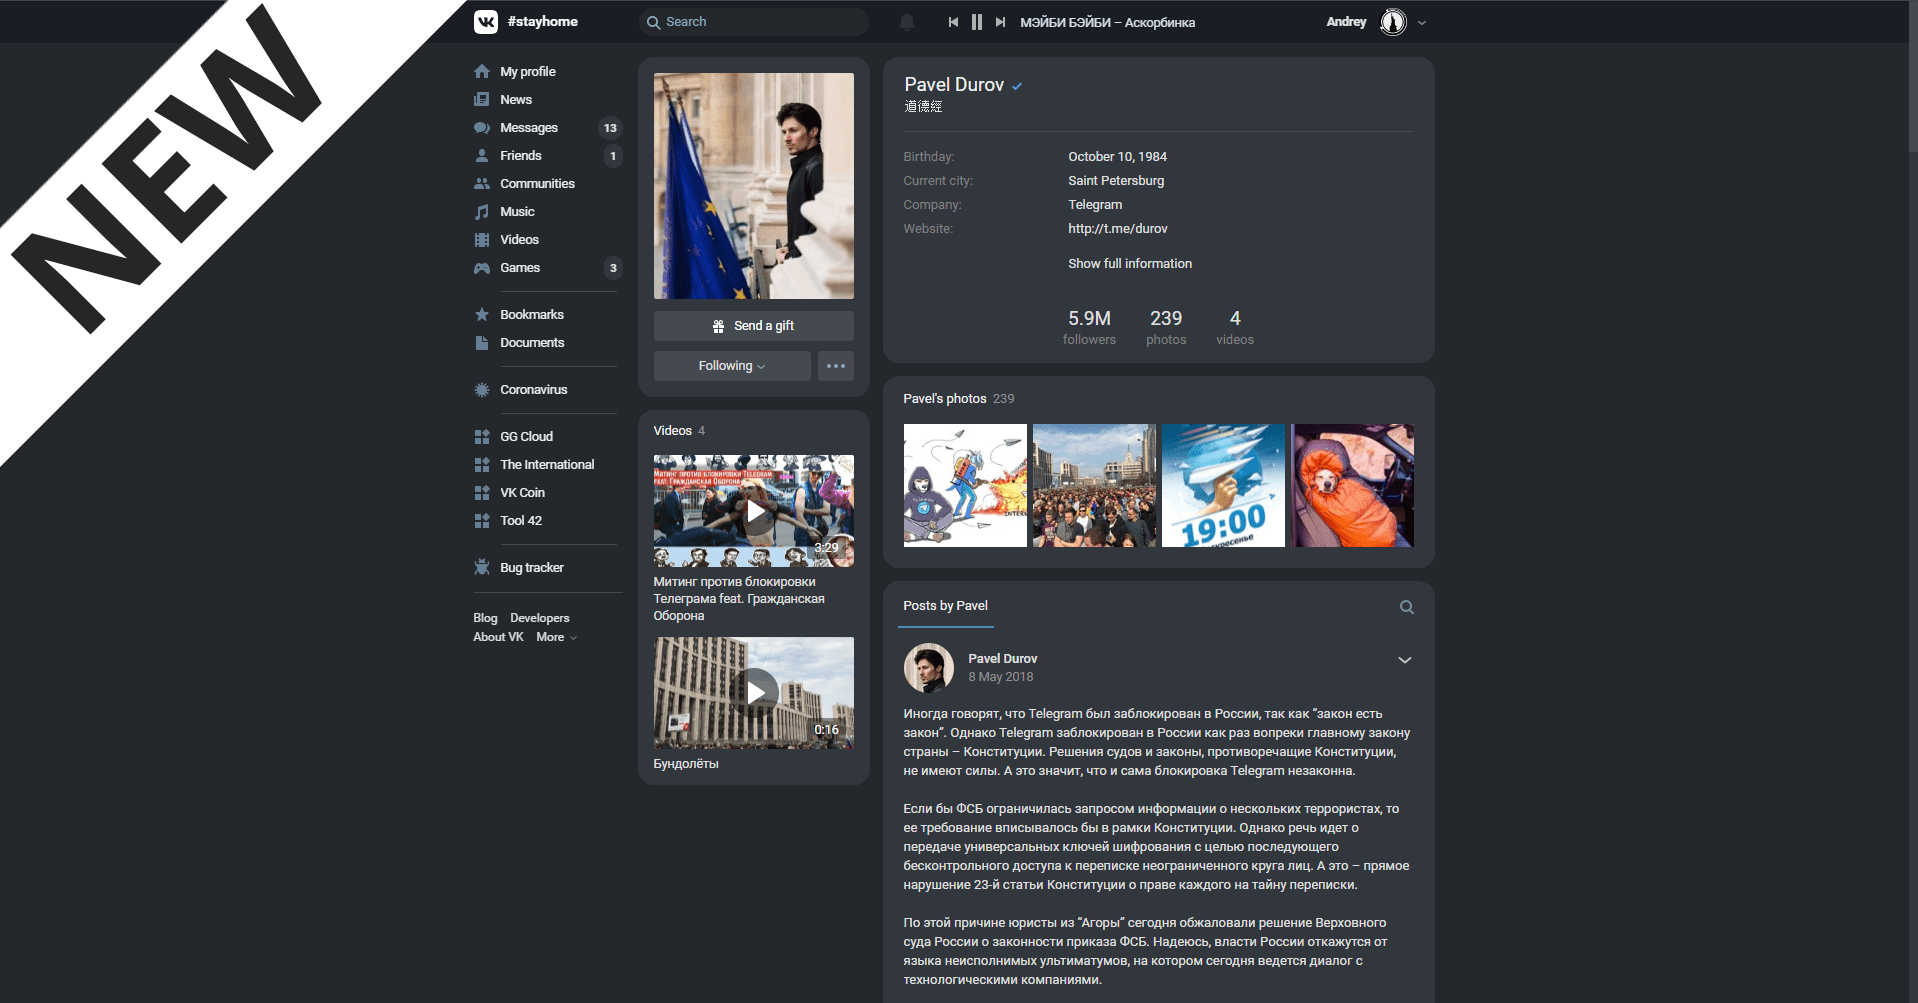 NEW
#stayhome
Search
МЭЙБИ БЭЙБИ – Аскорбинка
Andrey
My profile
News
Messages 13
Friends 1
Communities
Music
Videos
Games 3
Bookmarks
Documents
Coronavirus
GG Cloud
The International
VK Coin
Tool 42
Bug tracker
Blog Developers
About VK More
Send a gift
Following
Videos 4
МИТИНГ ПРОТИВ БЛОКИРОВКИ TELEGRAM
FEAT. ГРАЖДАНСКАЯ ОБОРОНА
3:29
Митинг против блокировки
Телеграма feat. Гражданская
Оборона
0:16
Бундолёты
Pavel Durov
道德經
Birthday: October 10, 1984
Current city: Saint Petersburg
Company: Telegram
Website: http://t.me/durov
Show full information
5.9M 239 4
followers photos videos
Pavel's photos 239
19:00
Posts by Pavel
Pavel Durov
8 May 2018
Иногда говорят, что Telegram был заблокирован в России, так как “закон есть
закон”. Однако Telegram заблокирован в России как раз вопреки главному закону
страны – Конституции. Решения судов и законы, противоречащие Конституции,
не имеют силы. А это значит, что и сама блокировка Telegram незаконна.
Если бы ФСБ ограничилась запросом информации о нескольких террористах, то
ее требование вписывалось бы в рамки Конституции. Однако речь идет о
передаче универсальных ключей шифрования с целью последующего
бесконтрольного доступа к переписке неограниченного круга лиц. А это – прямое
нарушение 23-й статьи Конституции о праве каждого на тайну переписки.
По этой причине юристы из “Агоры” сегодня обжаловали решение Верховного
суда России о законности приказа ФСБ. Надеюсь, власти России откажутся от
языка неисполнимых ультиматумов, на котором сегодня ведется диалог с
технологическими компаниями.